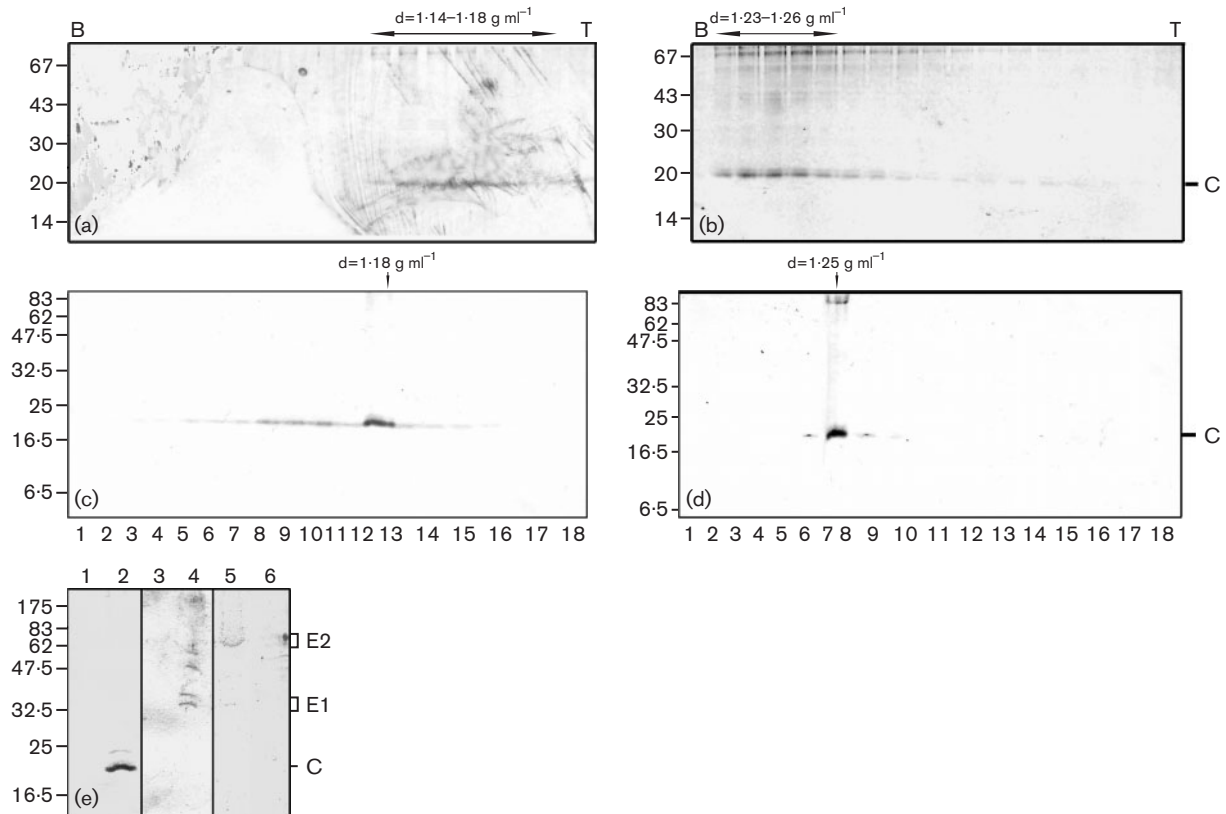 d=1·14–1·18 g ml⁻¹
B T
67
43
30
20
14
(a)
d=1·23–1·26 g ml⁻¹
B T
67
43
30
20
14
C
(b)
d=1·18 g ml⁻¹
83
62
47·5
32·5
25
16·5
6·5
(c)
1 2 3 4 5 6 7 8 9 10 11 12 13 14 15 16 17 18
d=1·25 g ml⁻¹
83
62
47·5
32·5
25
16·5
6·5
C
(d)
1 2 3 4 5 6 7 8 9 10 11 12 13 14 15 16 17 18
1 2 3 4 5 6
175
83
62
47·5
32·5
25
16·5
E2
E1
C
(e)